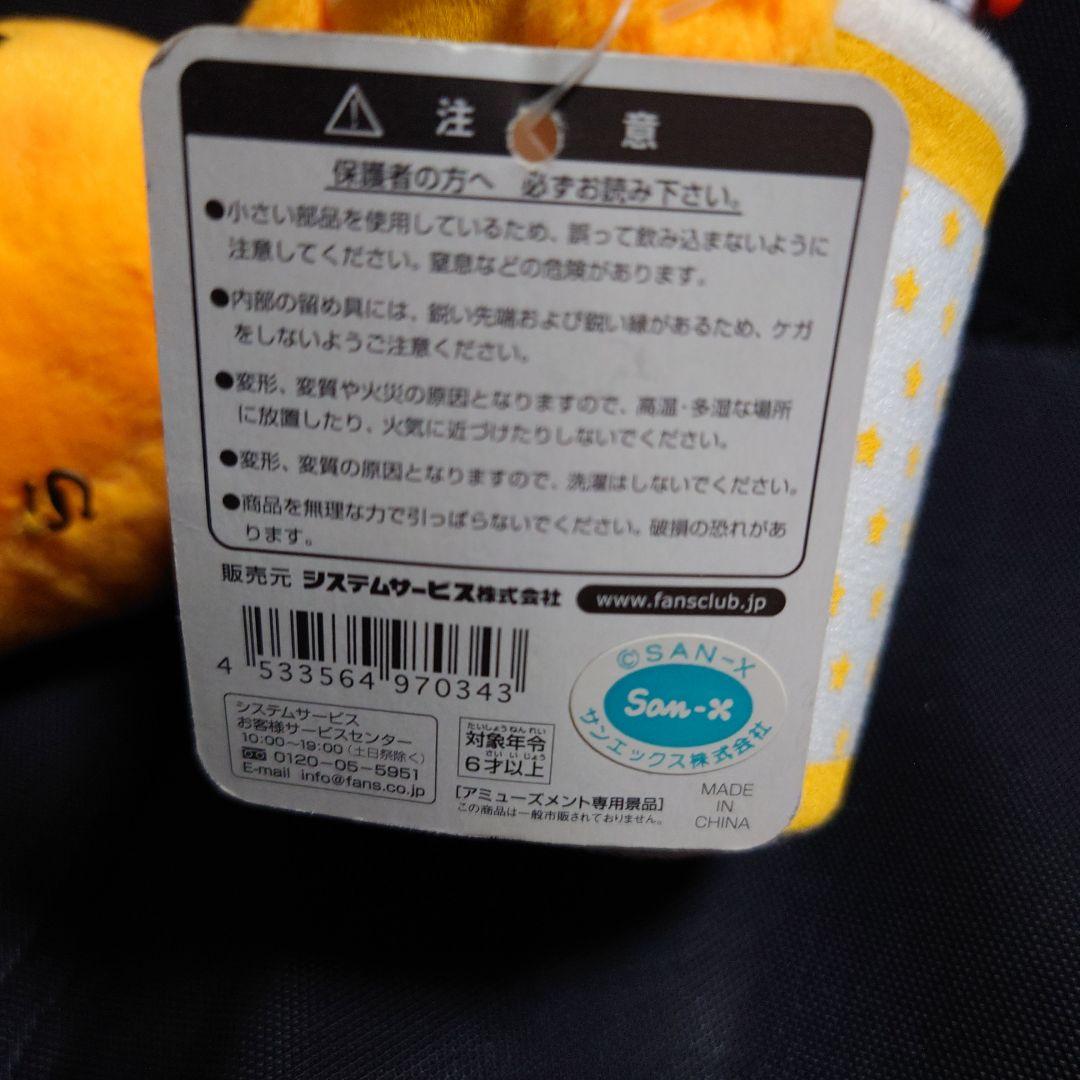 注意
保護者の方へ 必ずお読み下さい。
●小さい部品を使用しているため、誤って飲み込まないように
注意してください。窒息などの危険があります。
●内部の留め具には、鋭い先端および鋭い縁があるため、ケガ
をしないようご注意ください。
●変形、変質や火災の原因となりますので、高温・多湿な場所
に放置したり、火気に近づけたりしないでください。
●変形、変質の原因となりますので、洗濯はしないでください。
●商品を無理な力で引っぱらないでください。破損の恐れがあ
ります。
販売元 システムサービス株式会社 www.fansclub.jp
4 533564 970343
システムサービス
お客様サービスセンター
10:00〜19:00（土日祭除く）
0120-05-5951
E-mail info@fans.co.jp
たいしょうねんれい
対象年令
さいいじょう
6才以上
[アミューズメント専用景品]
この商品は一般市販されておりません。
©SAN-X
San-x
サンエックス株式会社
MADE
IN
CHINA